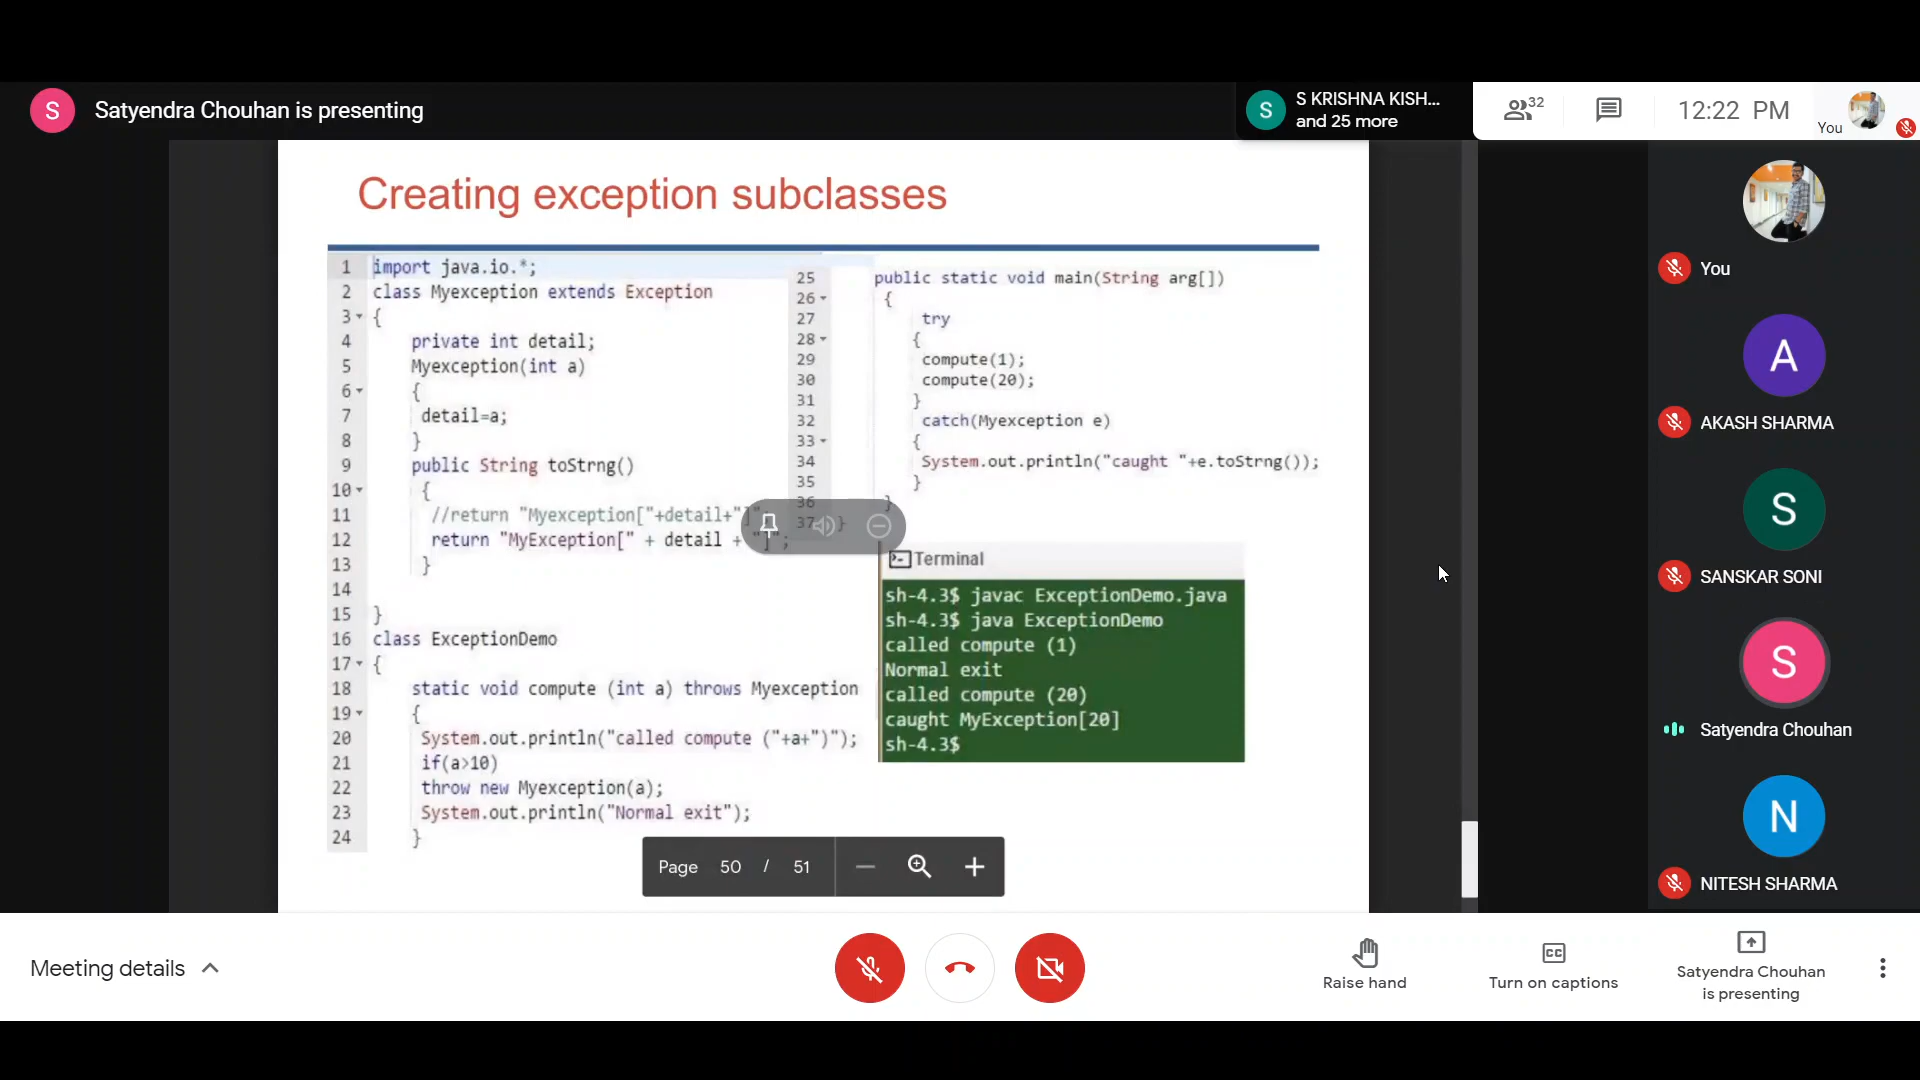 S
Satyendra Chouhan is presenting
S
S KRISHNA KISH...
and 25 more
32
12:22 PM
You
Creating exception subclasses
1 import java.io.*;
2 class Myexception extends Exception
3 {
4 private int detail;
5 Myexception(int a)
6 {
7 detail=a;
8 }
9 public String toStrng()
10 {
11 //return "Myexception["+detail+"]"
12 return "MyException[" + detail + "]";
13 }
14
15 }
16 class ExceptionDemo
17 {
18 static void compute (int a) throws Myexception
19 {
20 System.out.println("called compute ("+a+")");
21 if(a>10)
22 throw new Myexception(a);
23 System.out.println("Normal exit");
24 }
25 public static void main(String arg[])
26 {
27 try
28 {
29 compute(1);
30 compute(20);
31 }
32 catch(Myexception e)
33 {
34 System.out.println("caught "+e.toStrng());
35 }
36 }
37 }
Terminal
sh-4.3$ javac ExceptionDemo.java
sh-4.3$ java ExceptionDemo
called compute (1)
Normal exit
called compute (20)
caught MyException[20]
sh-4.3$
Page 50 / 51
You
A
AKASH SHARMA
S
SANSKAR SONI
S
Satyendra Chouhan
N
NITESH SHARMA
Meeting details
Raise hand
CC
Turn on captions
Satyendra Chouhan
is presenting